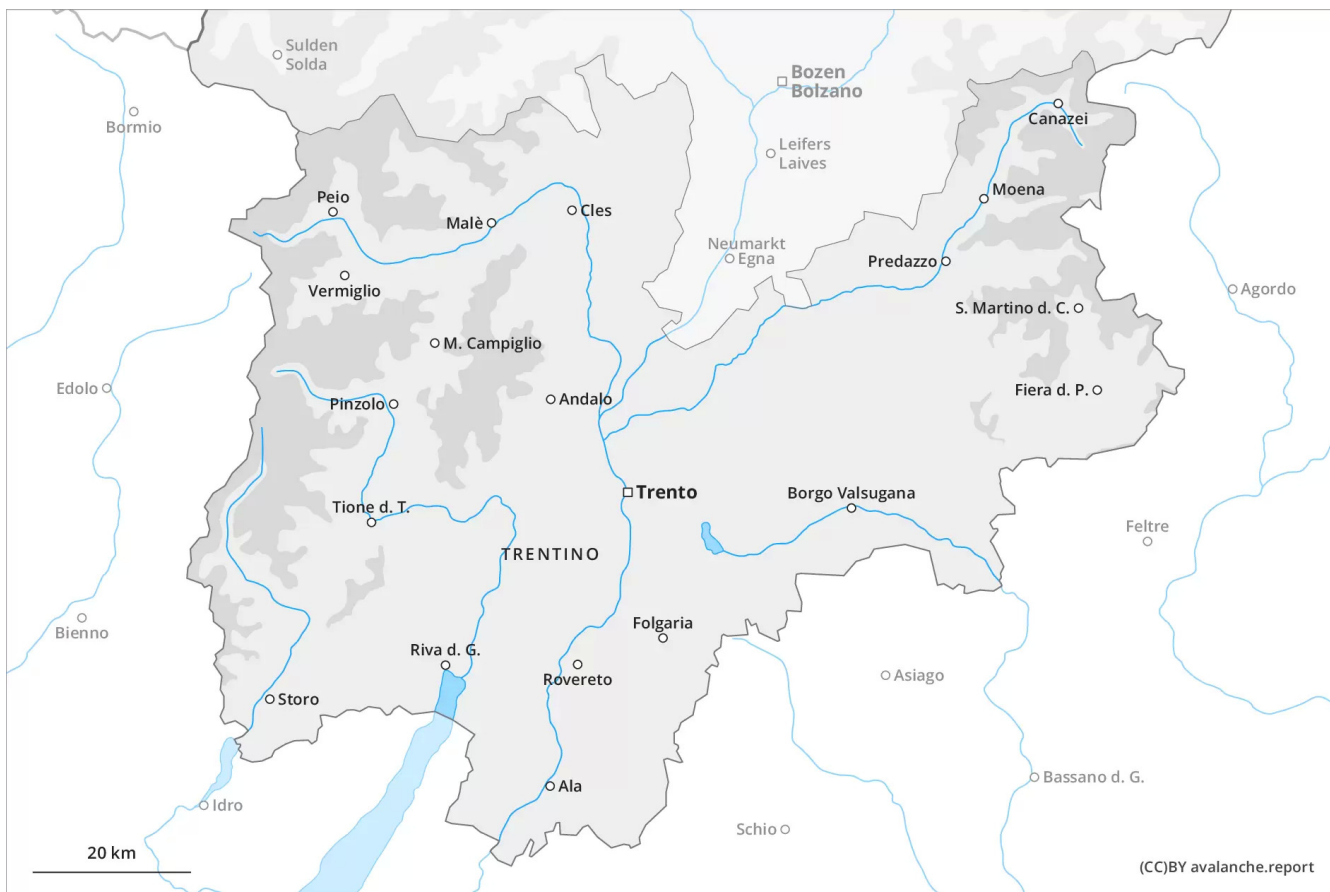 Sulden
Solda
Bozen
Bolzano
Bormio
Canazei
Leifers
Laives
Moena
Peio
Malè
Cles
Neumarkt
Egna
Predazzo
Vermiglio
Agordo
S. Martino d. C.
M. Campiglio
Edolo
Pinzolo
Andalo
Fiera d. P.
Trento
Borgo Valsugana
Tione d. T.
Feltre
TRENTINO
Bienno
Folgaria
Riva d. G.
Rovereto
Asiago
Storo
Bassano d. G.
Ala
Idro
Schio
20 km
(CC)BY avalanche.report